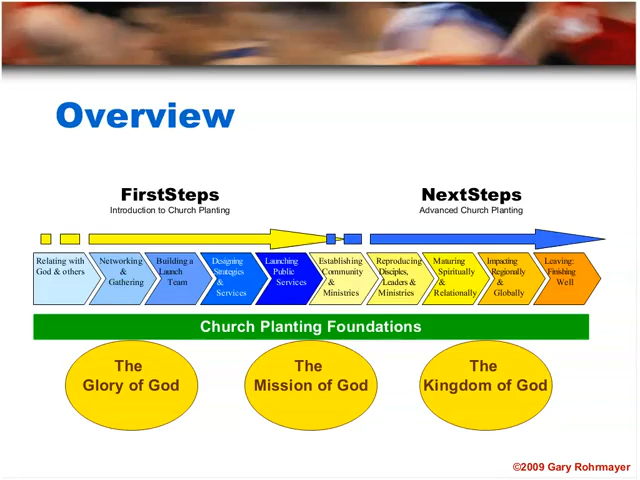 Overview
FirstSteps
Introduction to Church Planting
NextSteps
Advanced Church Planting
Relating with
God & others
Networking
&
Gathering
Building a
Launch
Team
Designing
Strategies
&
Services
Launching
Public
Services
Establishing
Community
&
Ministries
Reproducing
Disciples,
Leaders &
Ministries
Maturing
Spiritually
&
Relationally
Impacting
Regionally
&
Globally
Leaving:
Finishing
Well
Church Planting Foundations
The
Glory of God
The
Mission of God
The
Kingdom of God
©2009 Gary Rohrmayer